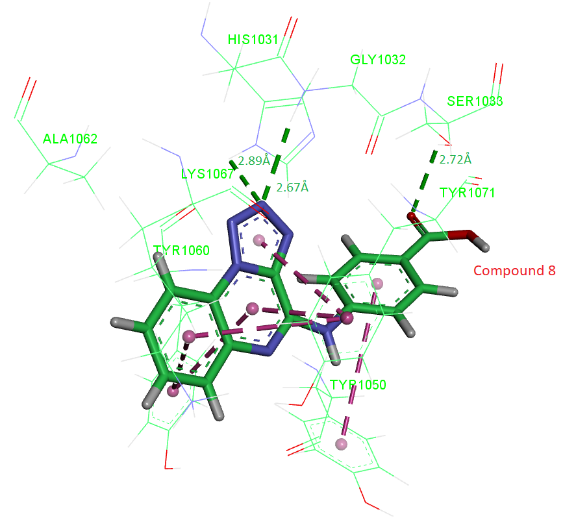 HIS1031
GLY1032
SER1033
ALA1062
2.89Å
2.72Å
LYS1067
2.67Å
TYR1071
TYR1060
Compound 8
TYR1050